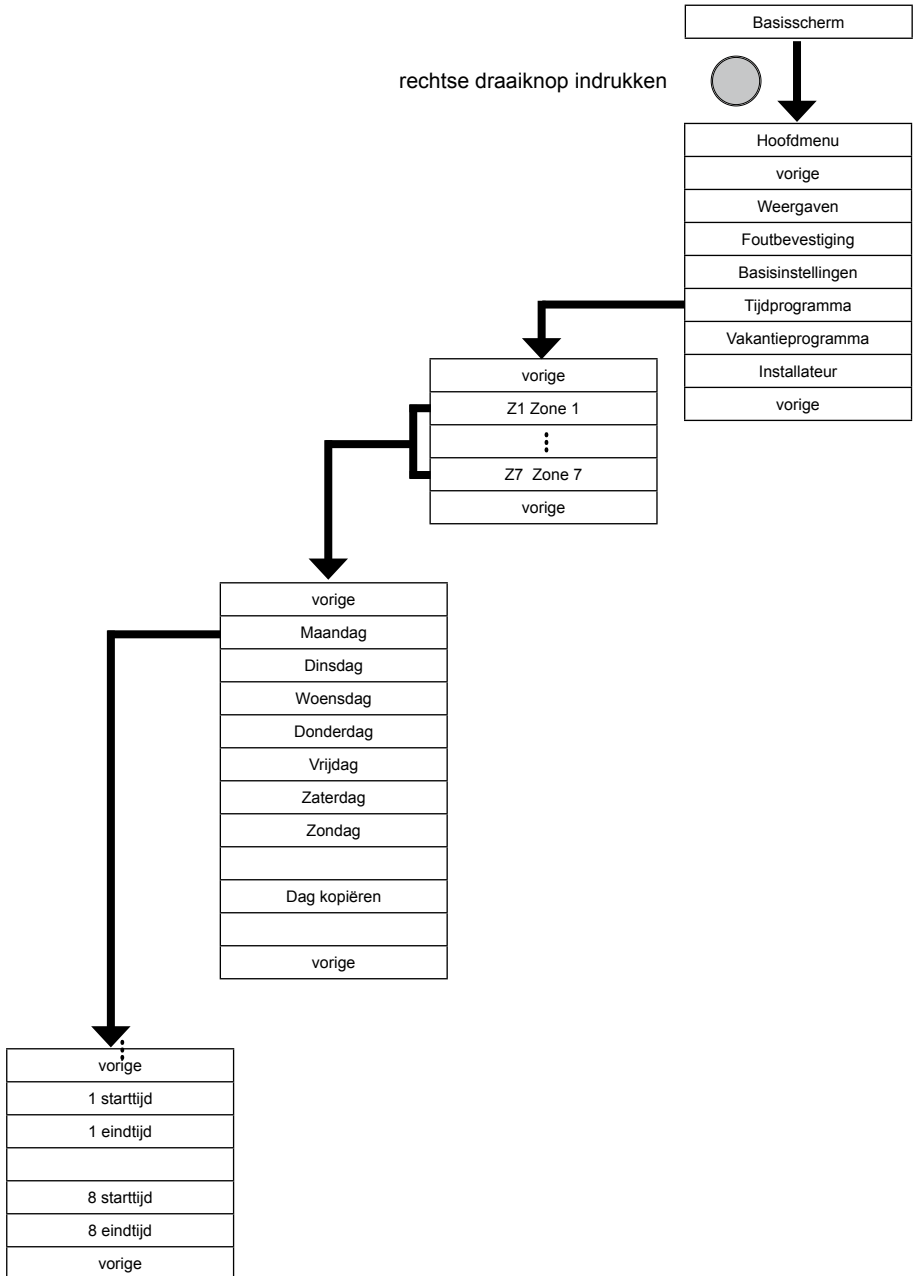 Basisscherm
rechtse draaiknop indrukken
Hoofdmenu
vorige
Weergaven
Foutbevestiging
Basisinstellingen
Tijdprogramma
Vakantieprogramma
Installateur
vorige
vorige
Z1 Zone 1
Z7 Zone 7
vorige
vorige
Maandag
Dinsdag
Woensdag
Donderdag
Vrijdag
Zaterdag
Zondag
Dag kopiëren
vorige
vorige
1 starttijd
1 eindtijd
8 starttijd
8 eindtijd
vorige